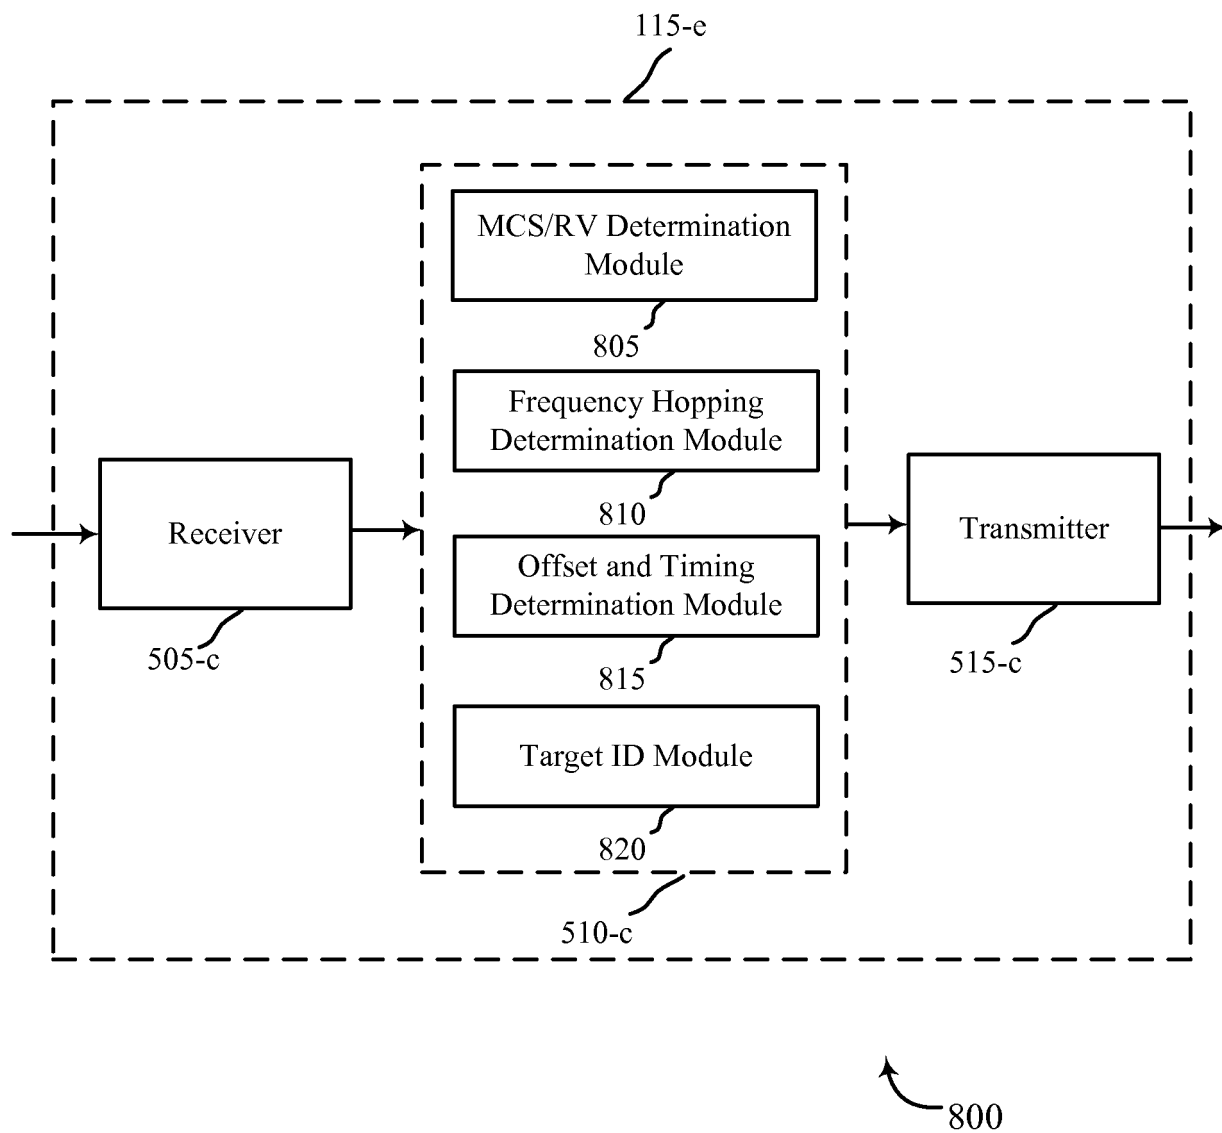 115-e
MCS/RV Determination
Module
805
Frequency Hopping
Determination Module
810
Receiver
505-c
Offset and Timing
Determination Module
815
Transmitter
515-c
Target ID Module
820
510-c
800